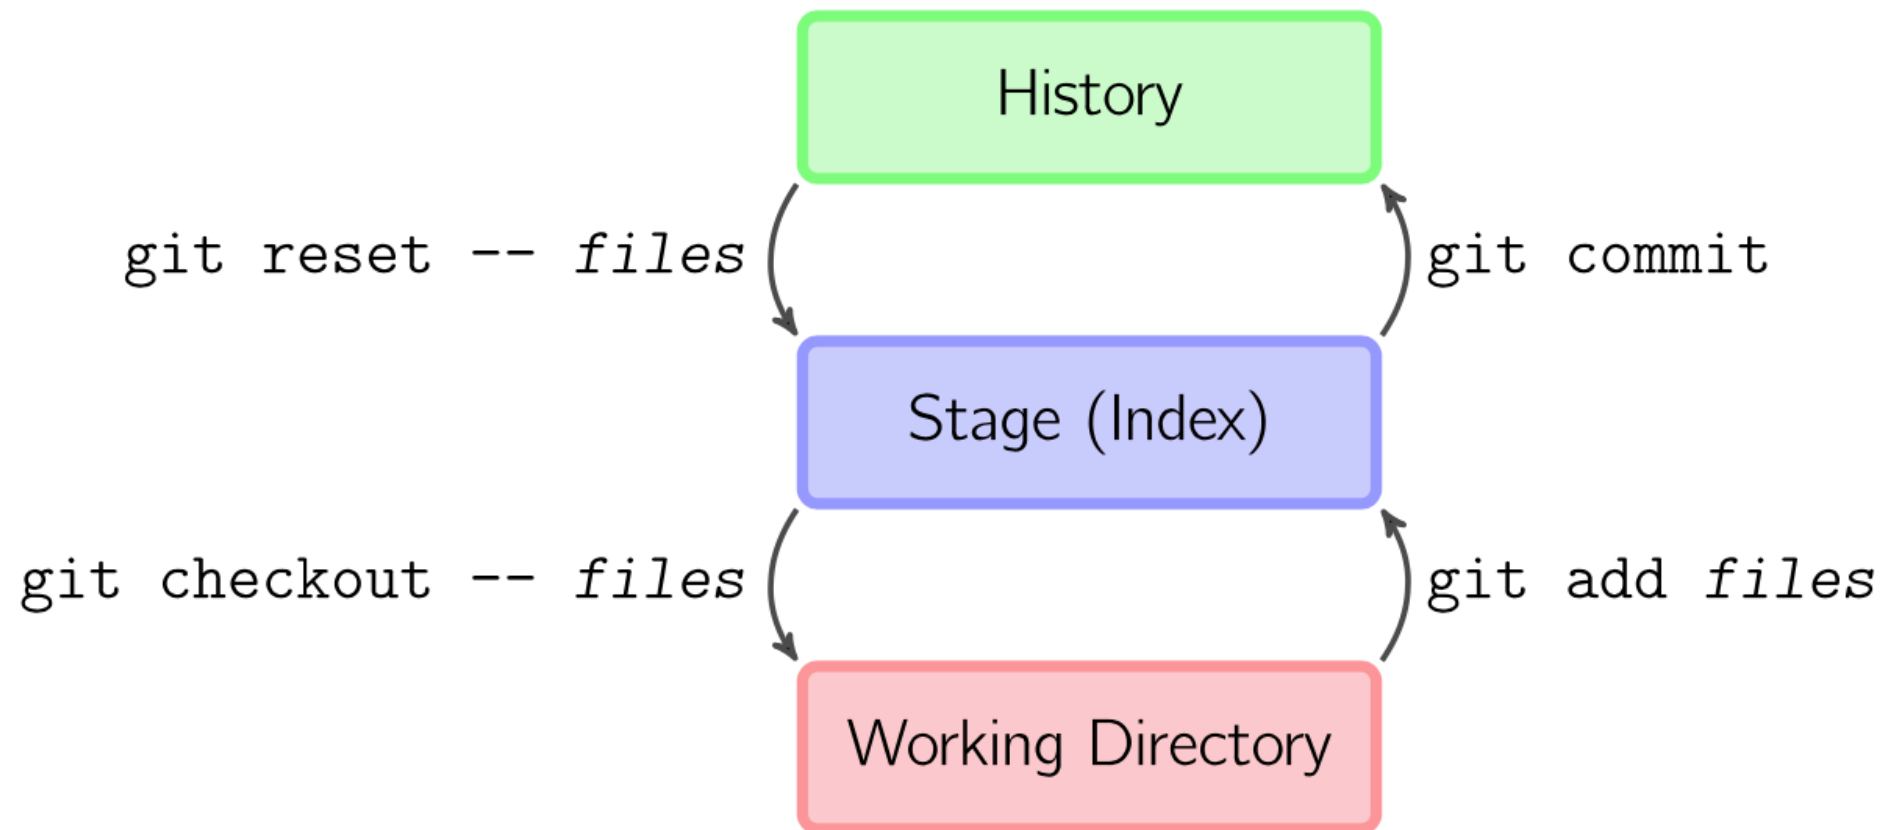 History
git reset -- files
git commit
Stage (Index)
git checkout -- files
git add files
Working Directory